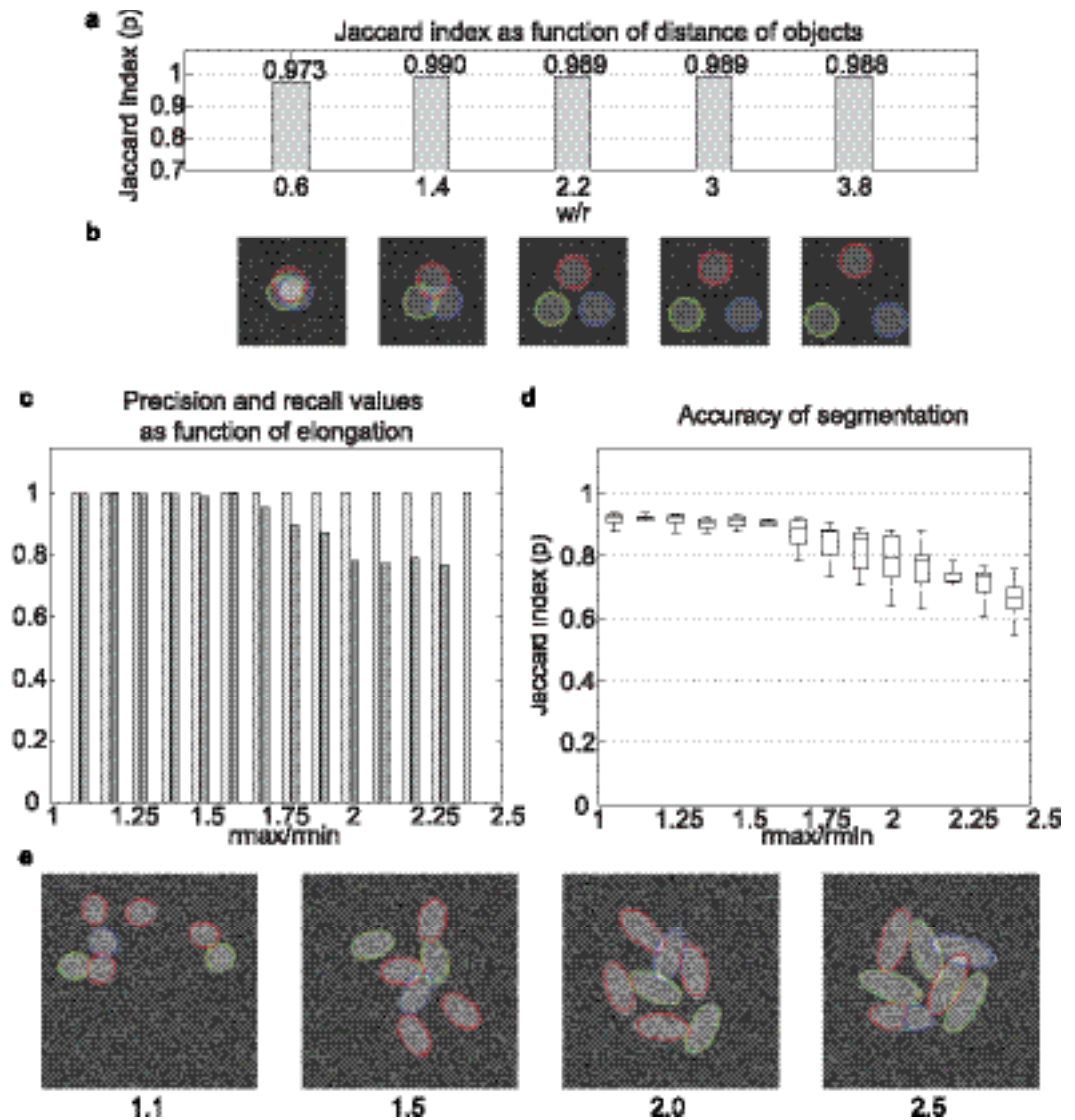 a
Jaccard index as function of distance of objects
Jaccard index (p)
0.973 0.990 0.989 0.989 0.988
1
0.9
0.8
0.7
0.6 1.4 2.2 3 3.8
w/r
b
c
Precision and recall values
as function of elongation
1
0.8
0.6
0.4
0.2
0
1 1.25 1.5 1.75 2 2.25 2.5
rmax/rmin
d
Accuracy of segmentation
Jaccard index (p)
1
0.8
0.6
0.4
0.2
0
1 1.25 1.5 1.75 2 2.25 2.5
rmax/rmin
e
1.1 1.5 2.0 2.5